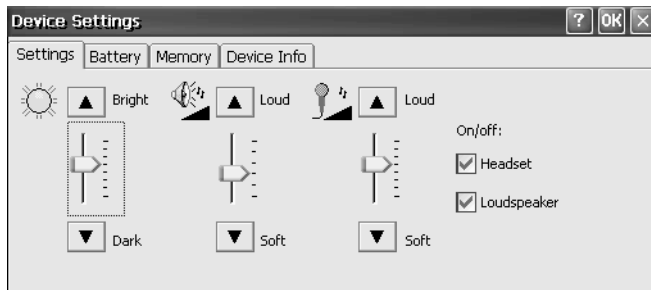 Device Settings ? OK ×
Settings Battery Memory Device Info
Bright Loud Loud
On/off:
Headset
Loudspeaker
Dark Soft Soft